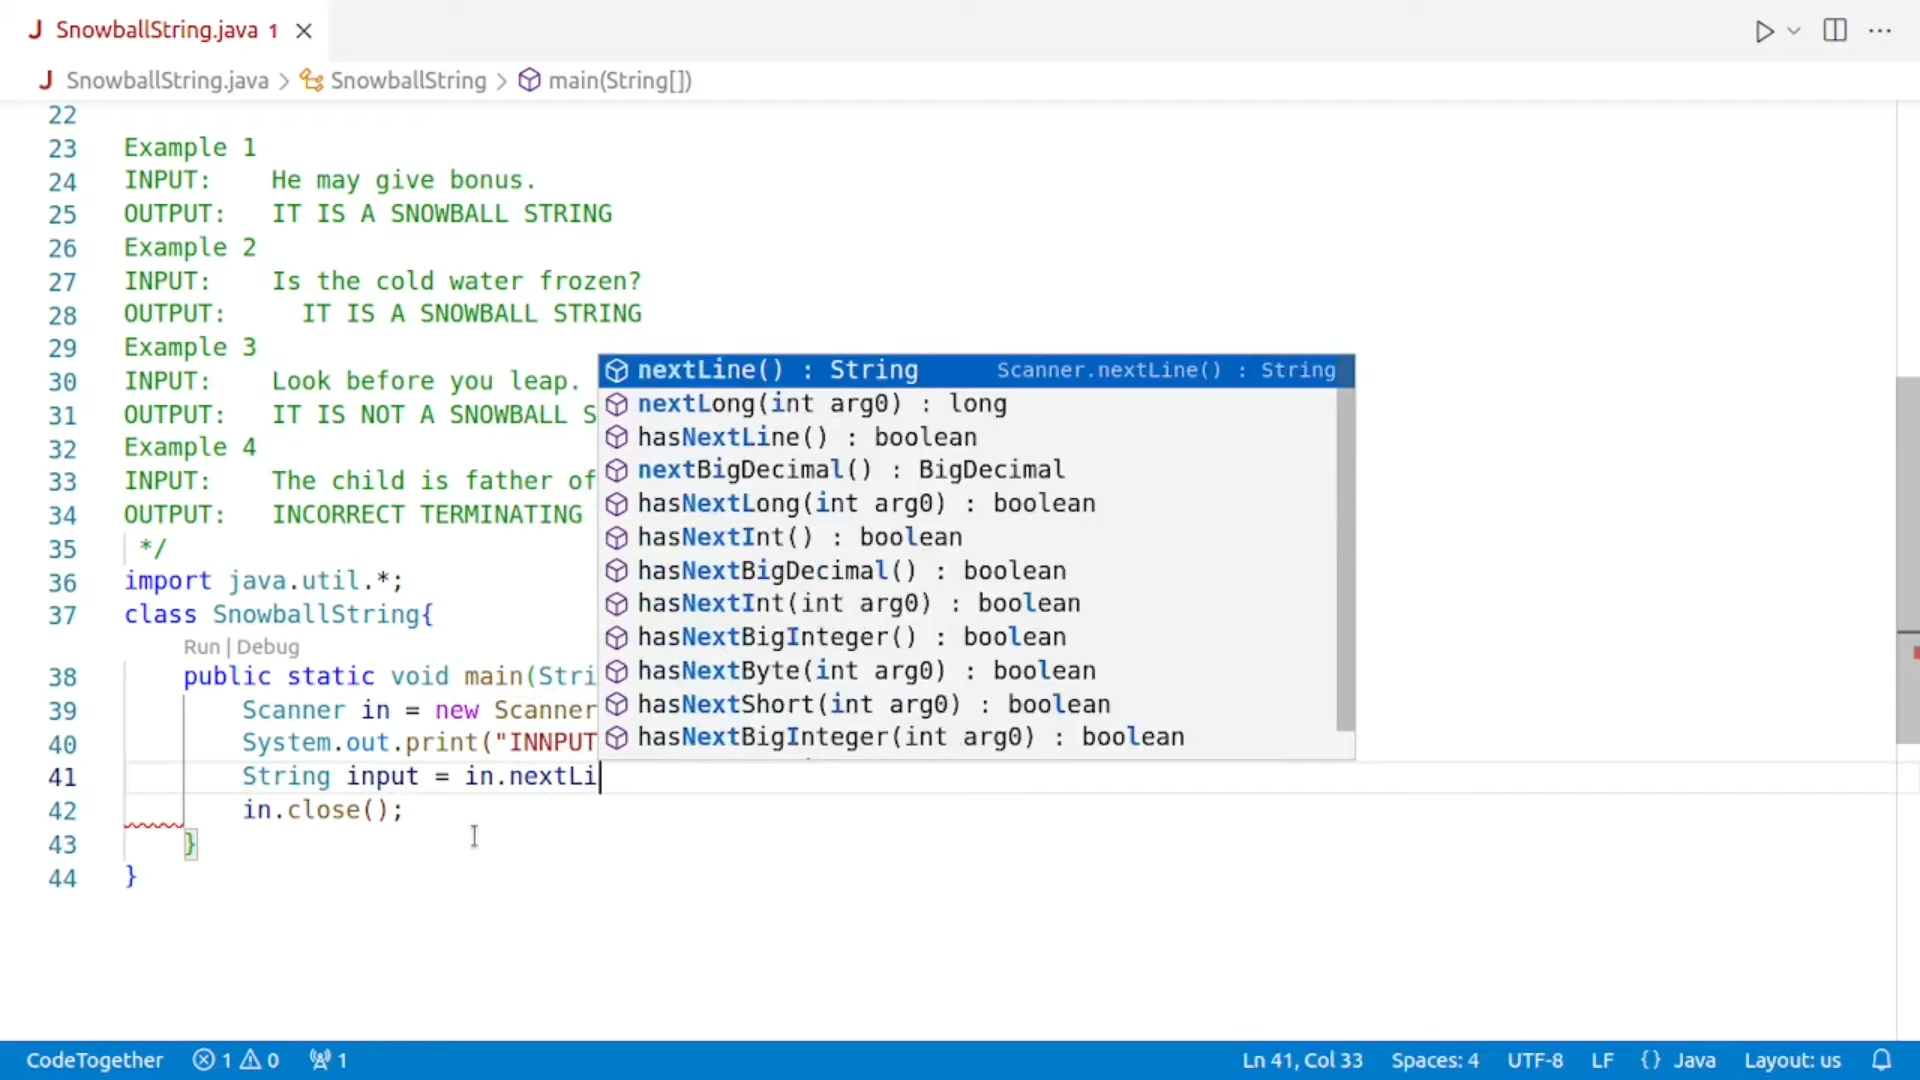 SnowballString.java 1
SnowballString.java > SnowballString > main(String[])
22
23 Example 1
24 INPUT: He may give bonus.
25 OUTPUT: IT IS A SNOWBALL STRING
26 Example 2
27 INPUT: Is the cold water frozen?
28 OUTPUT: IT IS A SNOWBALL STRING
29 Example 3
30 INPUT: Look before you leap.
31 OUTPUT: IT IS NOT A SNOWBALL S
32 Example 4
33 INPUT: The child is father of
34 OUTPUT: INCORRECT TERMINATING
35 */
36 import java.util.*;
37 class SnowballString{
Run | Debug
38 public static void main(Stri
39 Scanner in = new Scanner
40 System.out.print("INNPUT
41 String input = in.nextLi
42 in.close();
43 }
44 }
nextLine() : String Scanner.nextLine() : String
nextLong(int arg0) : long
hasNextLine() : boolean
nextBigDecimal() : BigDecimal
hasNextLong(int arg0) : boolean
hasNextInt() : boolean
hasNextBigDecimal() : boolean
hasNextInt(int arg0) : boolean
hasNextBigInteger() : boolean
hasNextByte(int arg0) : boolean
hasNextShort(int arg0) : boolean
hasNextBigInteger(int arg0) : boolean
CodeTogether 1 0 1 Ln 41, Col 33 Spaces: 4 UTF-8 LF {} Java Layout: us